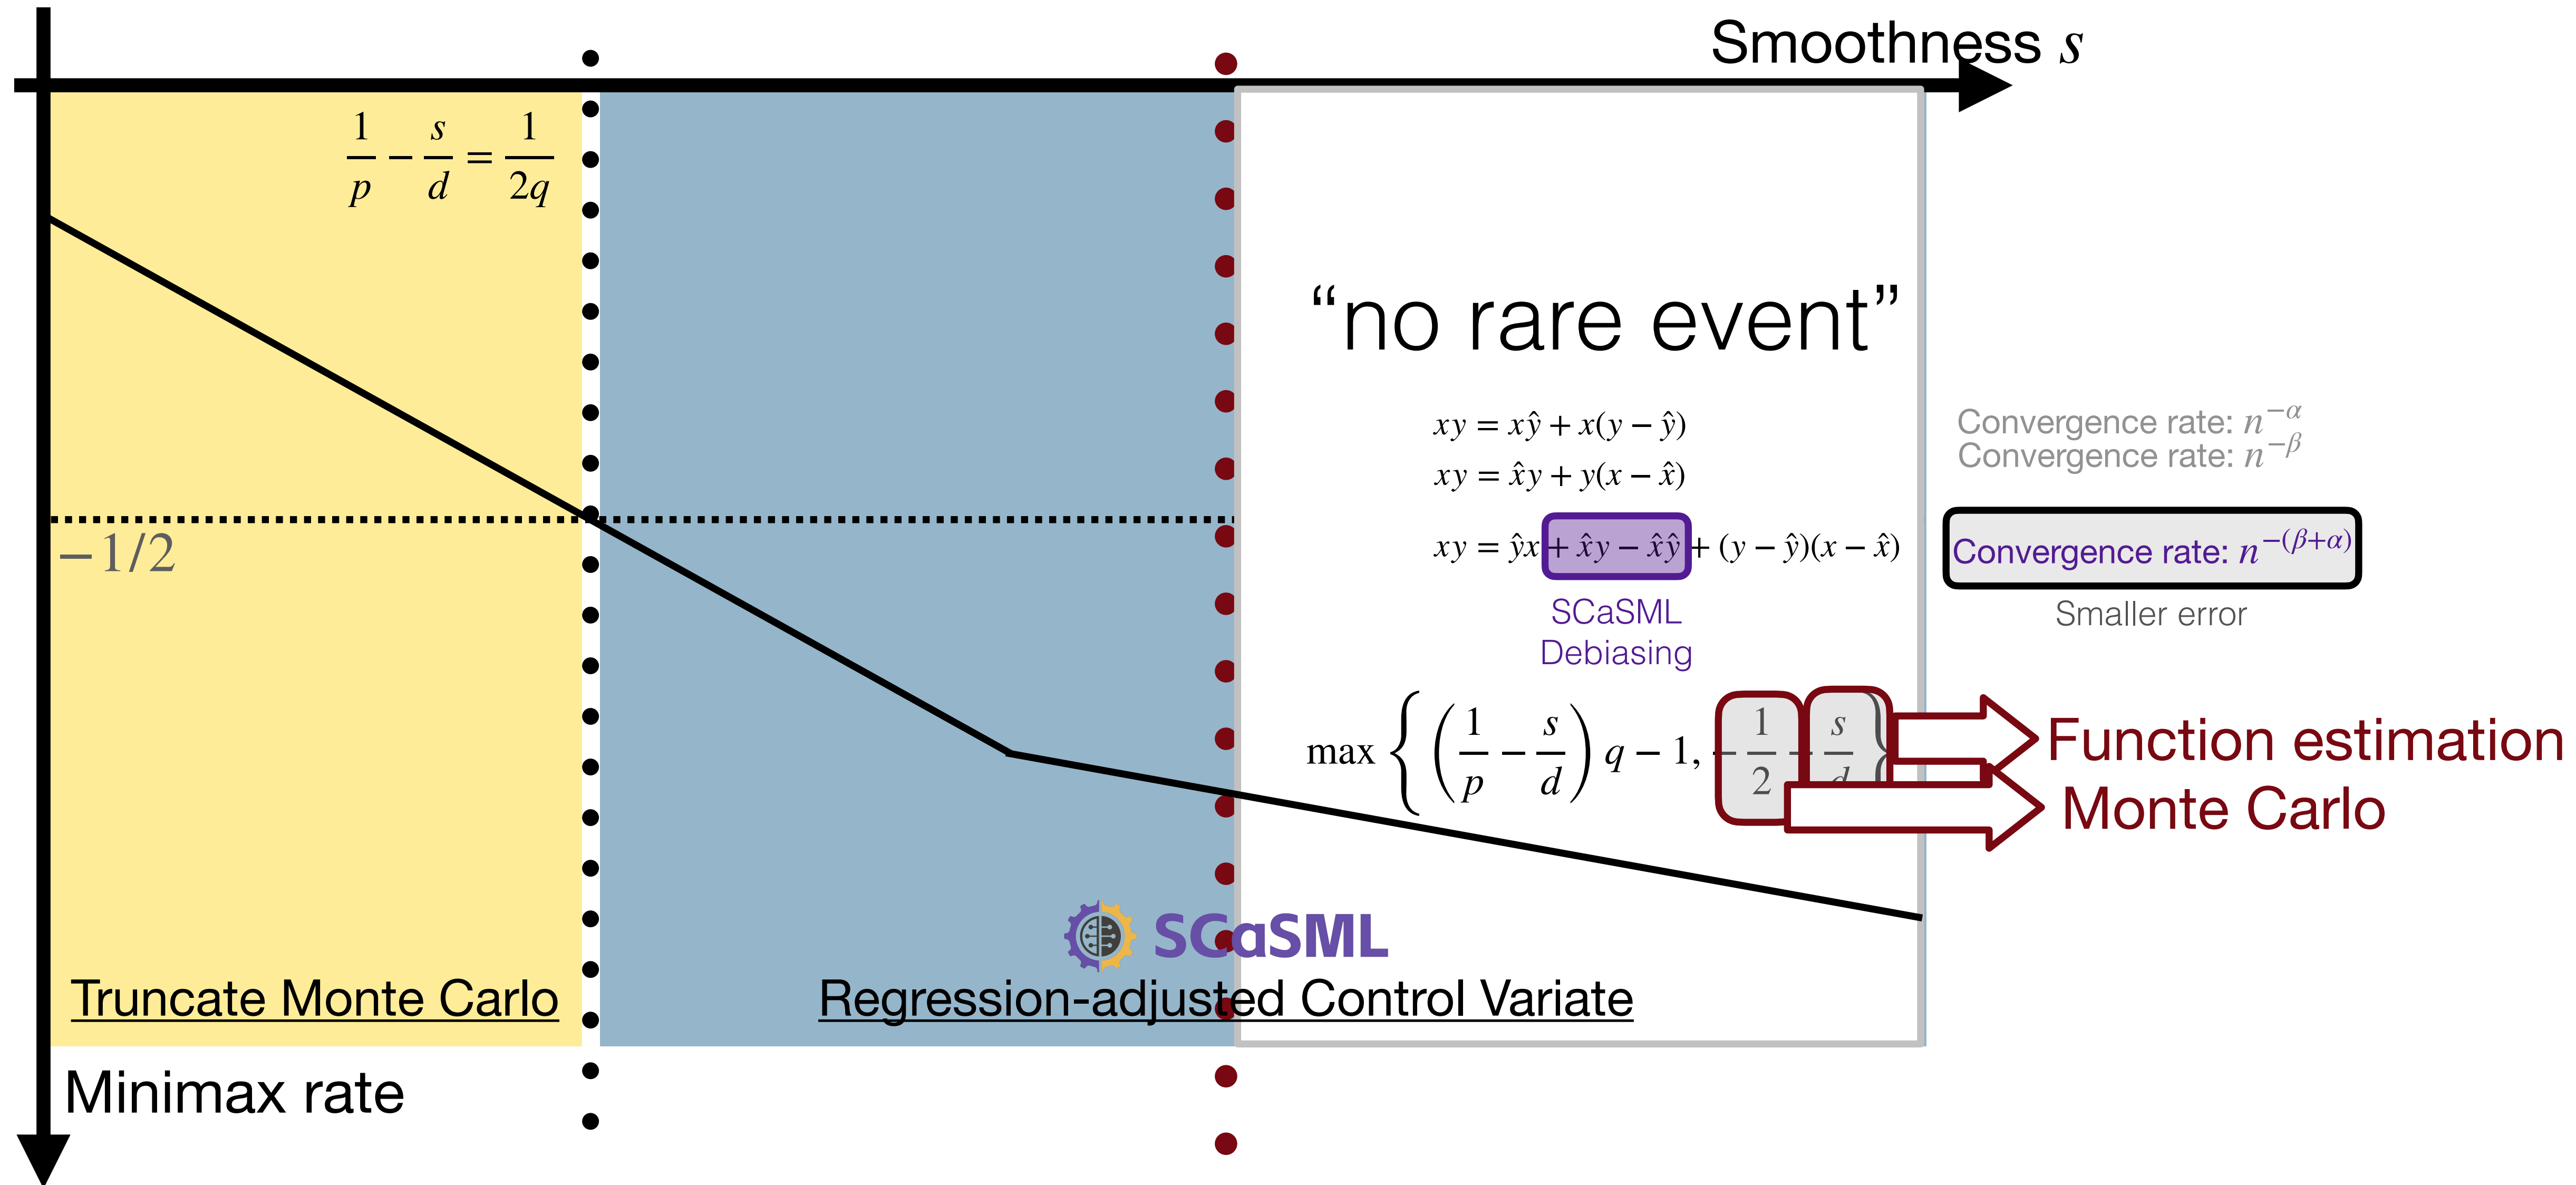 Smoothness s
1/p − s/d = 1/2q
“no rare event”
xy = xŷ + x(y − ŷ)
Convergence rate: n^−α
xy = x̂y + y(x − x̂)
Convergence rate: n^−β
−1/2
xy = ŷx + x̂y − x̂ŷ + (y − ŷ)(x − x̂)
Convergence rate: n^−(β+α)
SCaSML
Debiasing
Smaller error
max { (1/p − s/d) q − 1, −1/2 − s/d }
Function estimation
Monte Carlo
SCaSML
Truncate Monte Carlo
Regression-adjusted Control Variate
Minimax rate